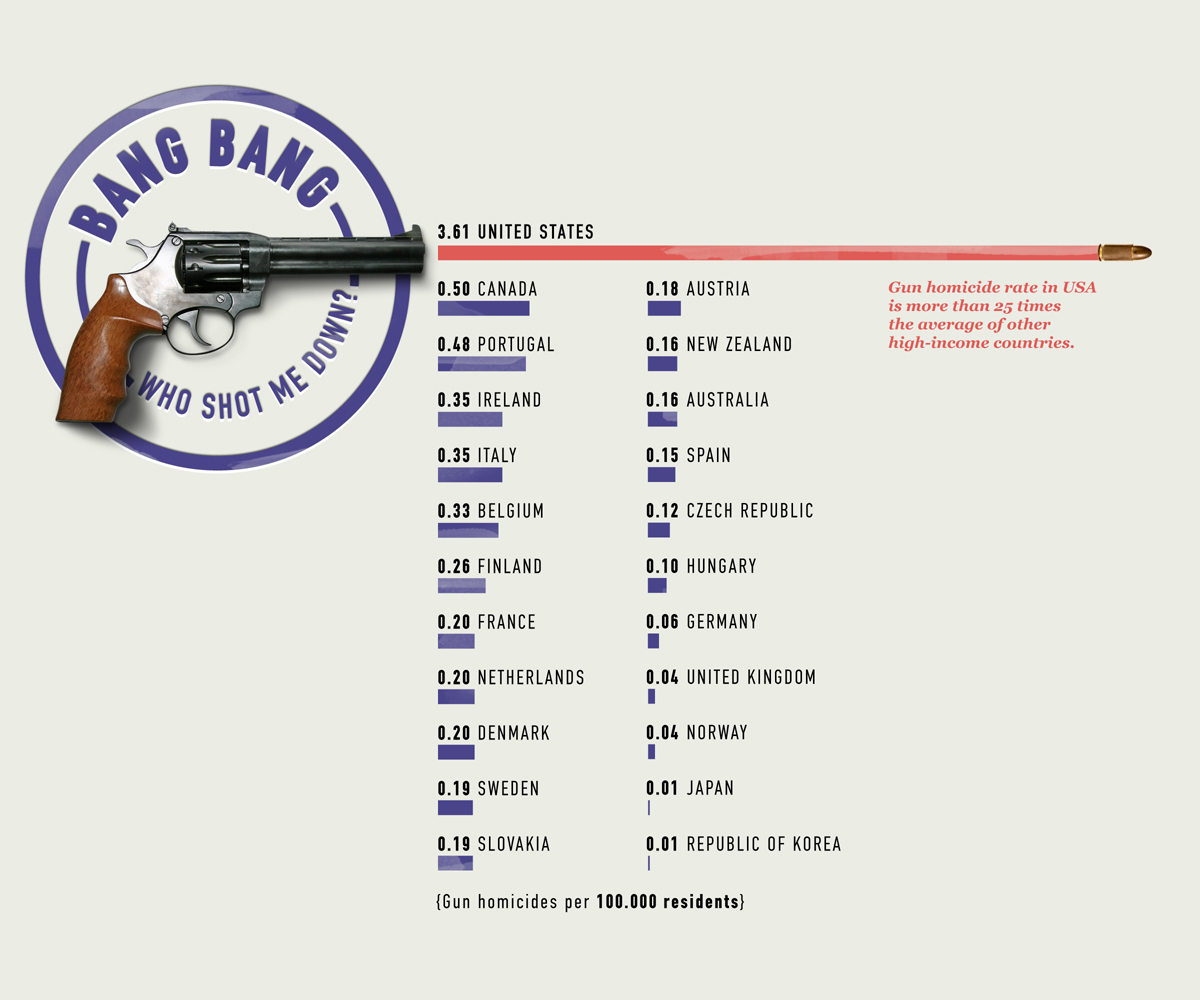 BANG BANG
WHO SHOT ME DOWN?
3.61 UNITED STATES
0.50 CANADA
0.48 PORTUGAL
0.35 IRELAND
0.35 ITALY
0.33 BELGIUM
0.26 FINLAND
0.20 FRANCE
0.20 NETHERLANDS
0.20 DENMARK
0.19 SWEDEN
0.19 SLOVAKIA
0.18 AUSTRIA
0.16 NEW ZEALAND
0.16 AUSTRALIA
0.15 SPAIN
0.12 CZECH REPUBLIC
0.10 HUNGARY
0.06 GERMANY
0.04 UNITED KINGDOM
0.04 NORWAY
0.01 JAPAN
0.01 REPUBLIC OF KOREA
Gun homicide rate in USA
is more than 25 times
the average of other
high-income countries.
{Gun homicides per 100.000 residents}